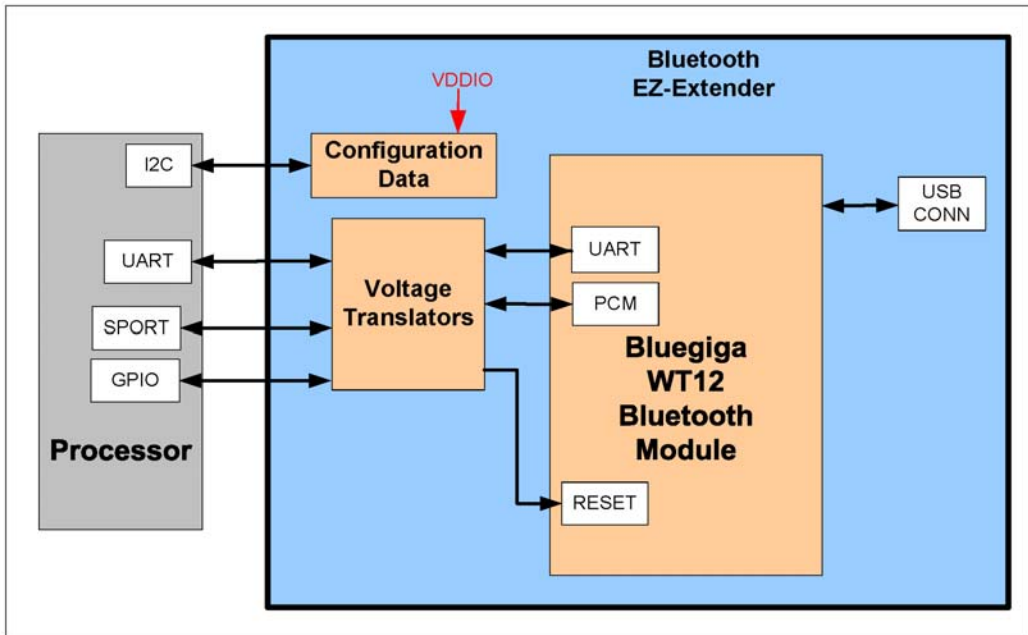 Bluetooth
EZ-Extender
VDDIO
Configuration
Data
I2C
USB
CONN
UART
Voltage
Translators
UART
SPORT
PCM
GPIO
Bluegiga
WT12
Bluetooth
Module
Processor
RESET